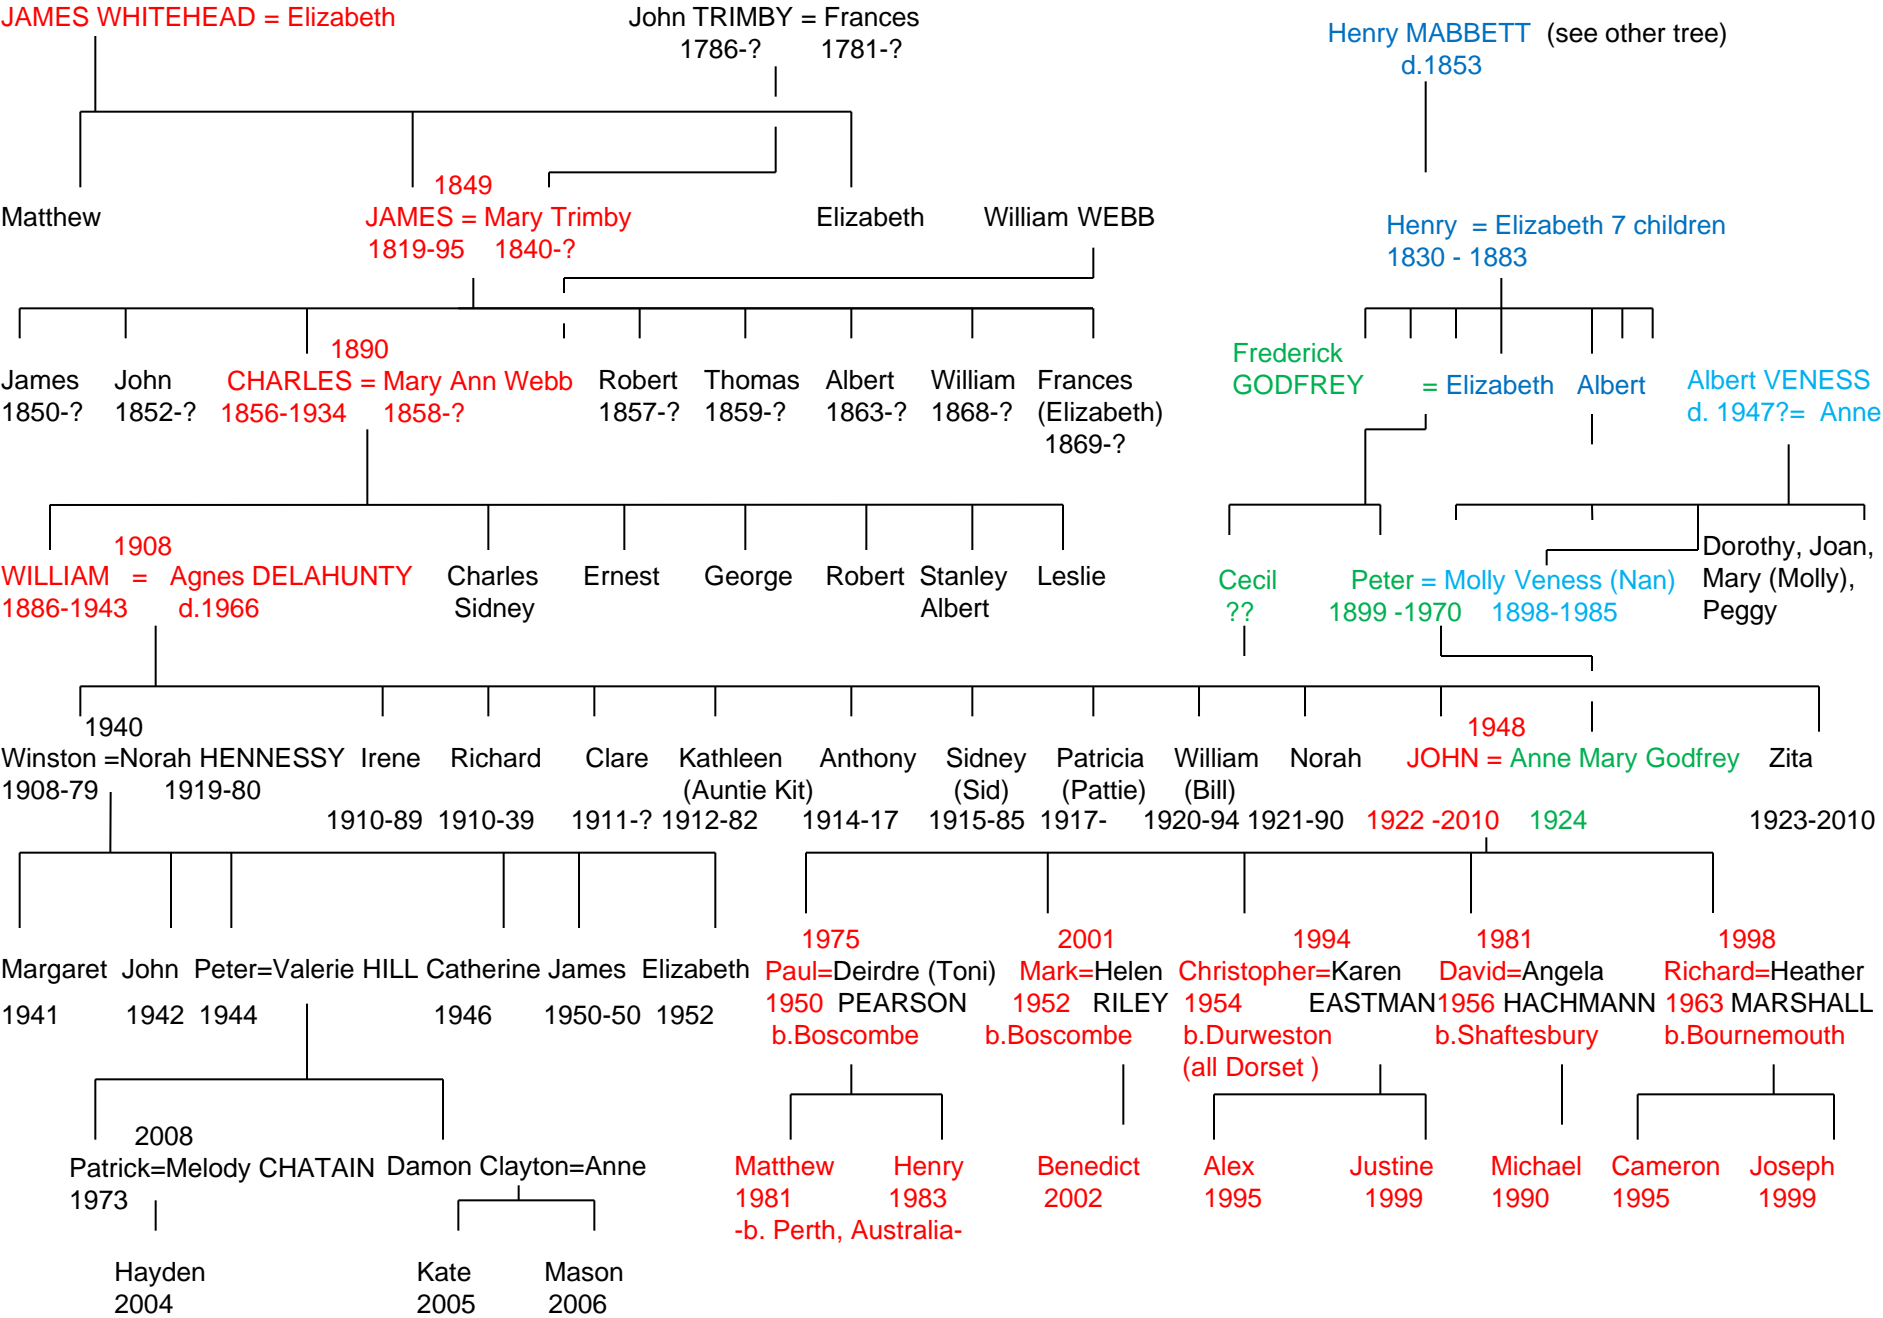 JAMES WHITEHEAD = Elizabeth
John TRIMBY = Frances
1786-? 1781-?
Henry MABBETT (see other tree)
d.1853
1849
Matthew
JAMES = Mary Trimby
1819-95 1840-?
Elizabeth
William WEBB
Henry = Elizabeth 7 children
1830 - 1883
1890
James
1850-?
John
1852-?
CHARLES = Mary Ann Webb
1856-1934 1858-?
Robert
1857-?
Thomas
1859-?
Albert
1863-?
William
1868-?
Frances
(Elizabeth)
1869-?
Frederick
GODFREY = Elizabeth
Albert
Albert VENESS
d. 1947?= Anne
1908
WILLIAM = Agnes DELAHUNTY
1886-1943 d.1966
Charles
Sidney
Ernest
George
Robert
Stanley
Albert
Leslie
Cecil
??
Peter = Molly Veness (Nan)
1899 -1970 1898-1985
Dorothy, Joan,
Mary (Molly),
Peggy
1940
Winston =Norah HENNESSY
1908-79 1919-80
Irene
1910-89
Richard
1910-39
Clare
1911-?
Kathleen
(Auntie Kit)
1912-82
Anthony
1914-17
Sidney
(Sid)
1915-85
Patricia
(Pattie)
1917-
William
(Bill)
1920-94
Norah
1921-90
1948
JOHN = Anne Mary Godfrey
1922 -2010 1924
Zita
1923-2010
Margaret
1941
John
1942
Peter=Valerie HILL
1944
Catherine
1946
James
1950-50
Elizabeth
1952
1975
Paul=Deirdre (Toni)
1950 PEARSON
b.Boscombe
2001
Mark=Helen
1952 RILEY
b.Boscombe
1994
Christopher=Karen
1954 EASTMAN
b.Durweston
(all Dorset )
1981
David=Angela
1956 HACHMANN
b.Shaftesbury
1998
Richard=Heather
1963 MARSHALL
b.Bournemouth
2008
Patrick=Melody CHATAIN
1973
Damon Clayton=Anne
Matthew
1981
Henry
1983
-b. Perth, Australia-
Benedict
2002
Alex
1995
Justine
1999
Michael
1990
Cameron
1995
Joseph
1999
Hayden
2004
Kate
2005
Mason
2006